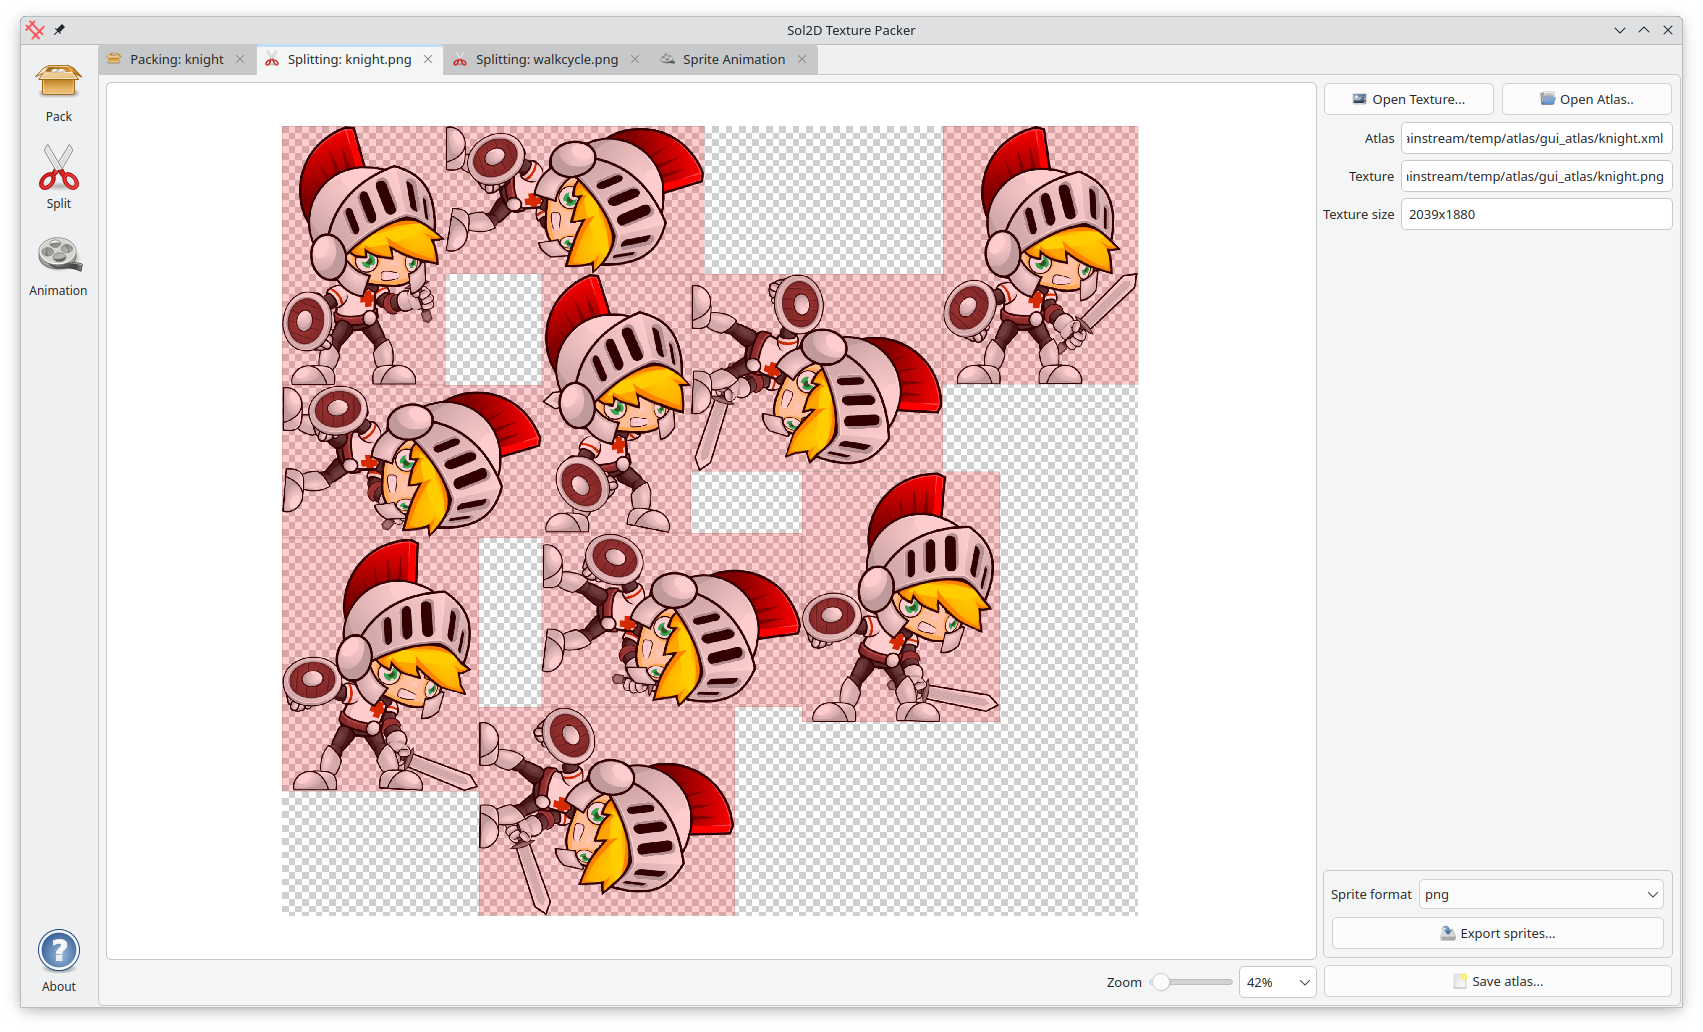 Sol2D Texture Packer
Pack
Split
Animation
About
Packing: knight
Splitting: knight.png
Splitting: walkcycle.png
Sprite Animation
Open Texture...
Open Atlas..
Atlas
ainstream/temp/atlas/gui_atlas/knight.xml
Texture
ainstream/temp/atlas/gui_atlas/knight.png
Texture size
2039x1880
Sprite format
png
Export sprites...
Zoom
42%
Save atlas...